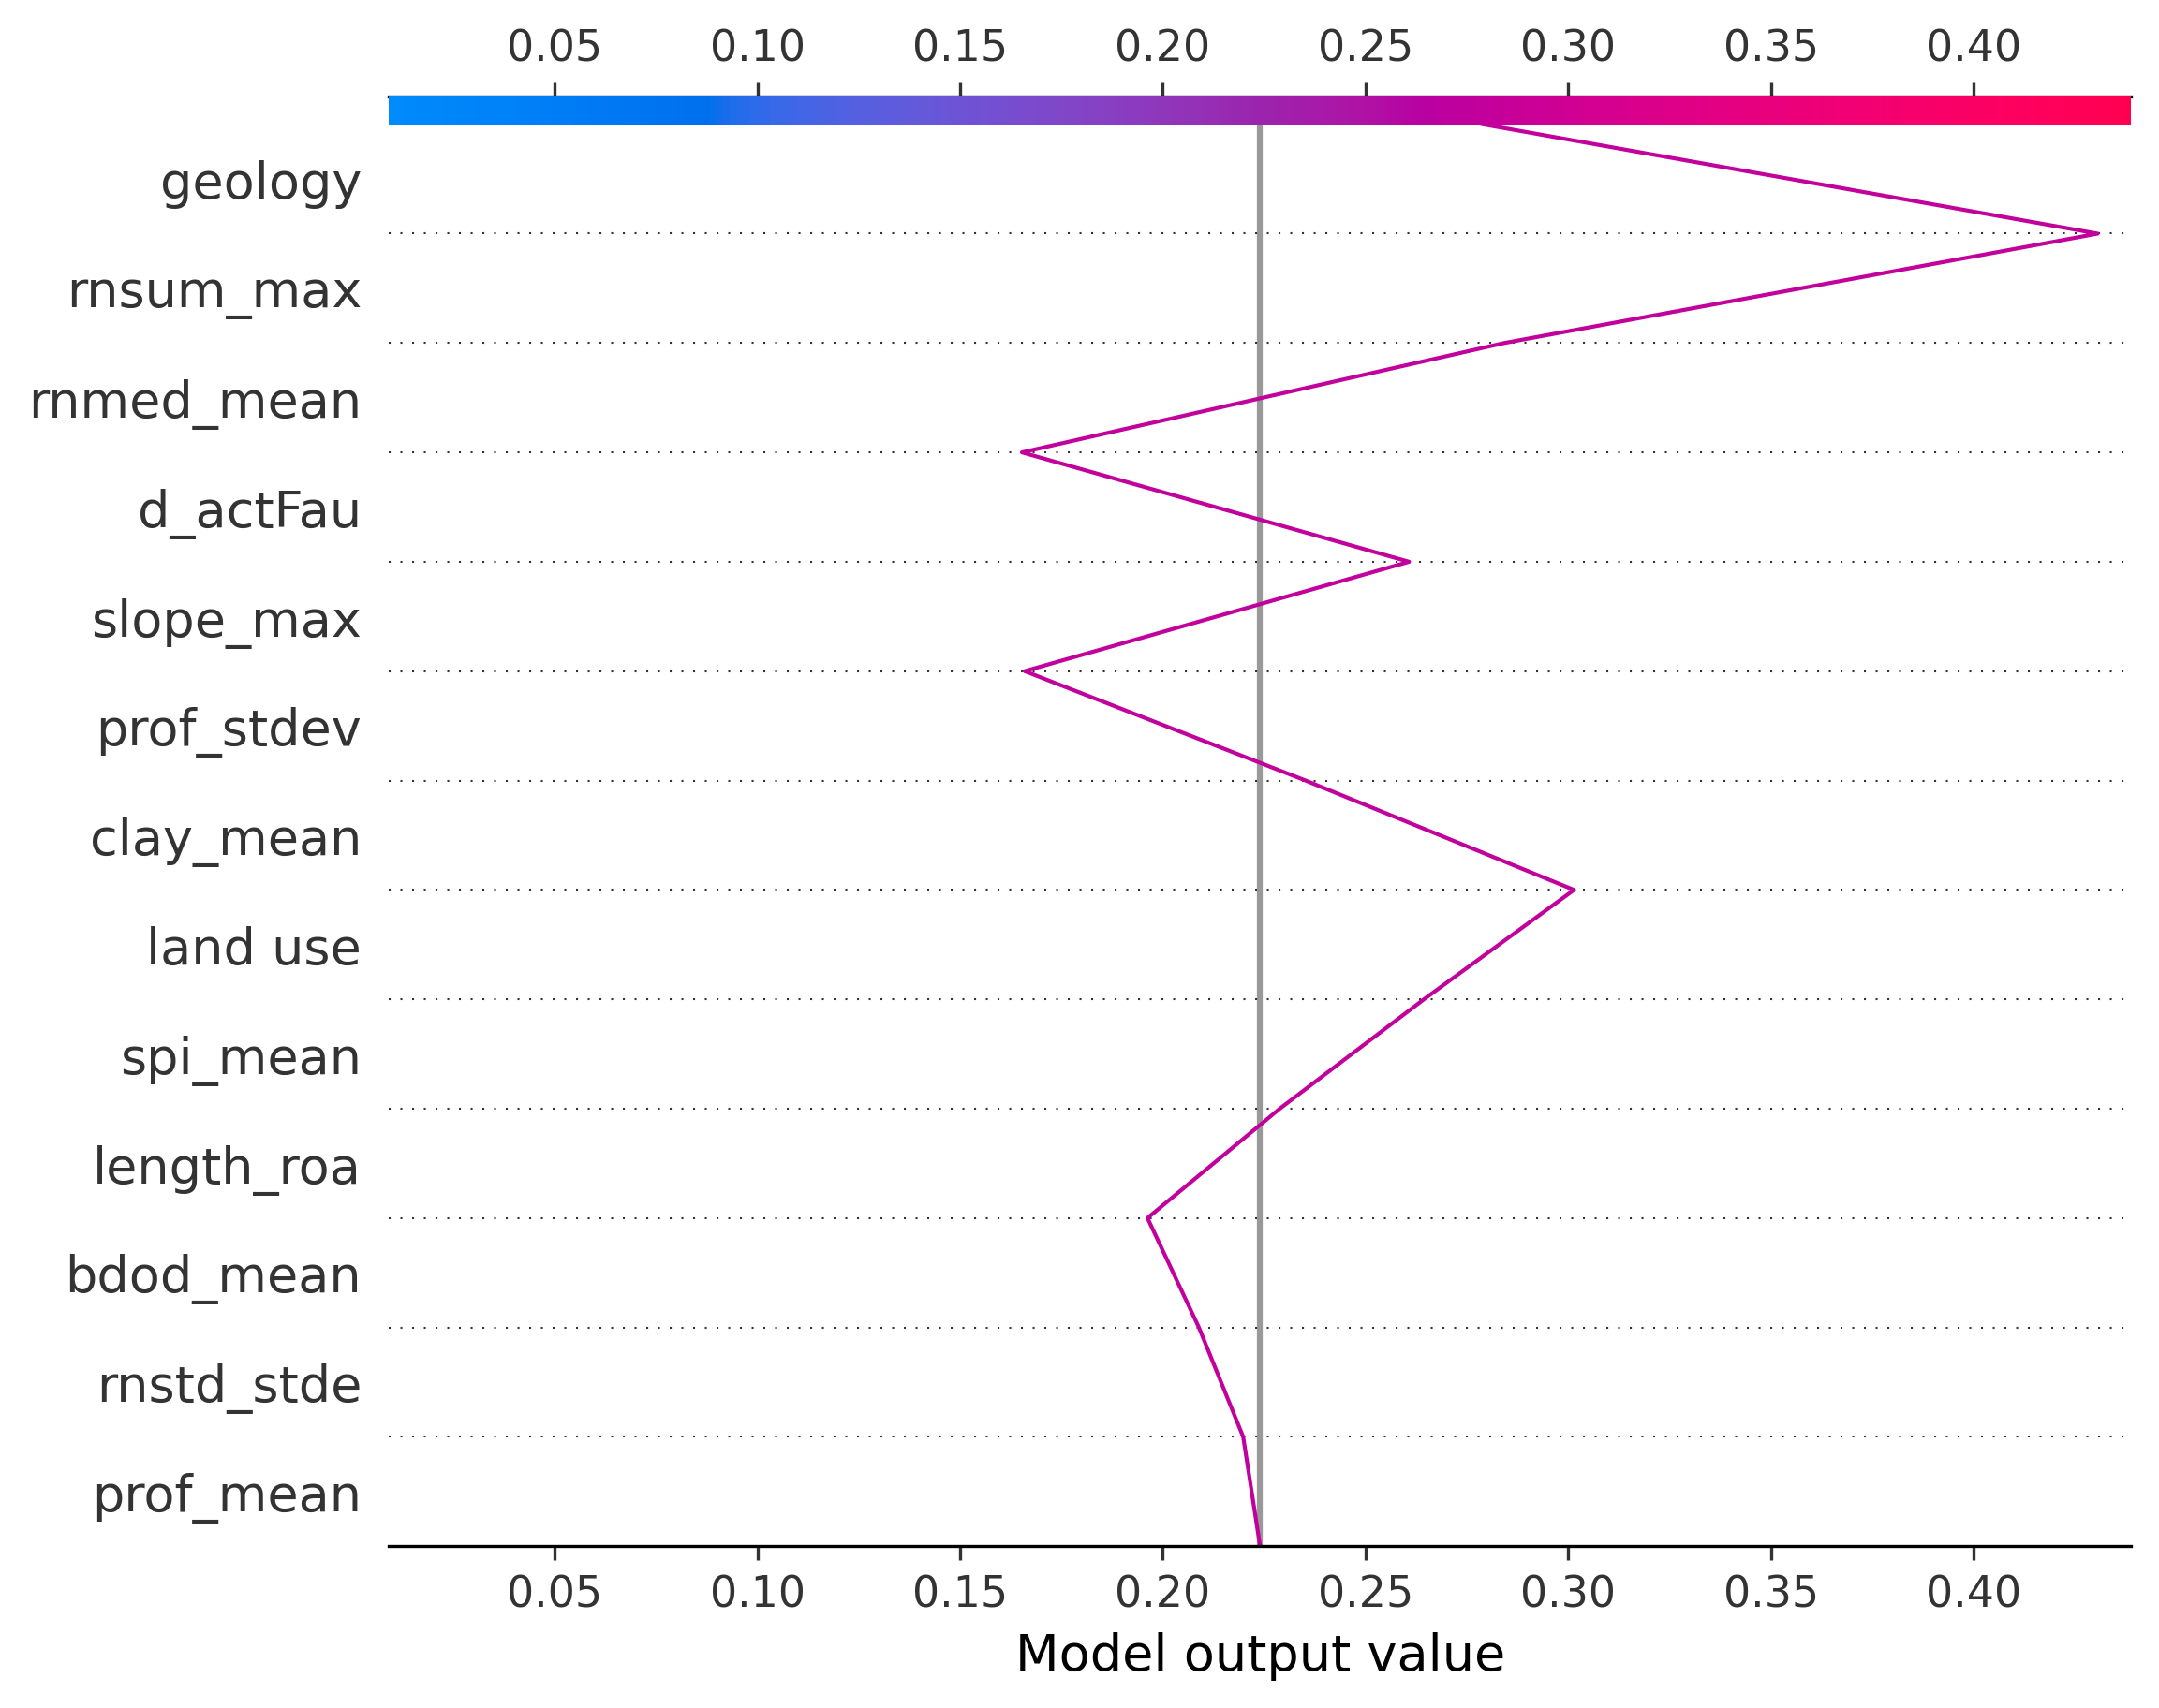 0.05 0.10 0.15 0.20 0.25 0.30 0.35 0.40
geology
rnsum_max
rnmed_mean
d_actFau
slope_max
prof_stdev
clay_mean
land use
spi_mean
length_roa
bdod_mean
rnstd_stde
prof_mean
0.05 0.10 0.15 0.20 0.25 0.30 0.35 0.40
Model output value